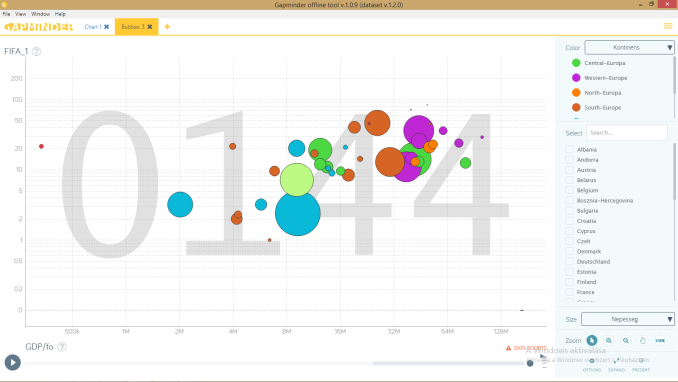 Gapminder offline tool v.1.0.9 (dataset v.1.2.0)
File View Window Help
GAPMINDER Chart 1 Bubbles 3
FIFA_1
0144
200
100
50
20
10
5
2
1
0.5
0.2
0
500k 1M 2M 4M 8M 16M 32M 64M 128M
GDP/fo
DATA DOUBTS
Color Kontinens
Central-Europa
Western-Europe
North-Europa
South-Europe
Select Search...
Albania
Andorra
Austria
Belarus
Belgium
Bosznia-Hercegovina
Bulgaria
Croatia
Cyprus
Czeh
Denmark
Deutschland
Estonia
Finland
France
Size Nepesseg
Zoom 100%
A Windows aktiválása
OPTIONS EXPAND PRESENT